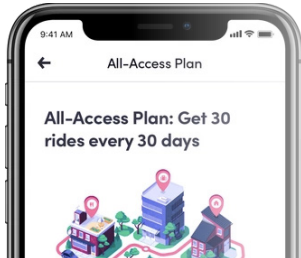 9:41 AM
All-Access Plan
All-Access Plan: Get 30
rides every 30 days